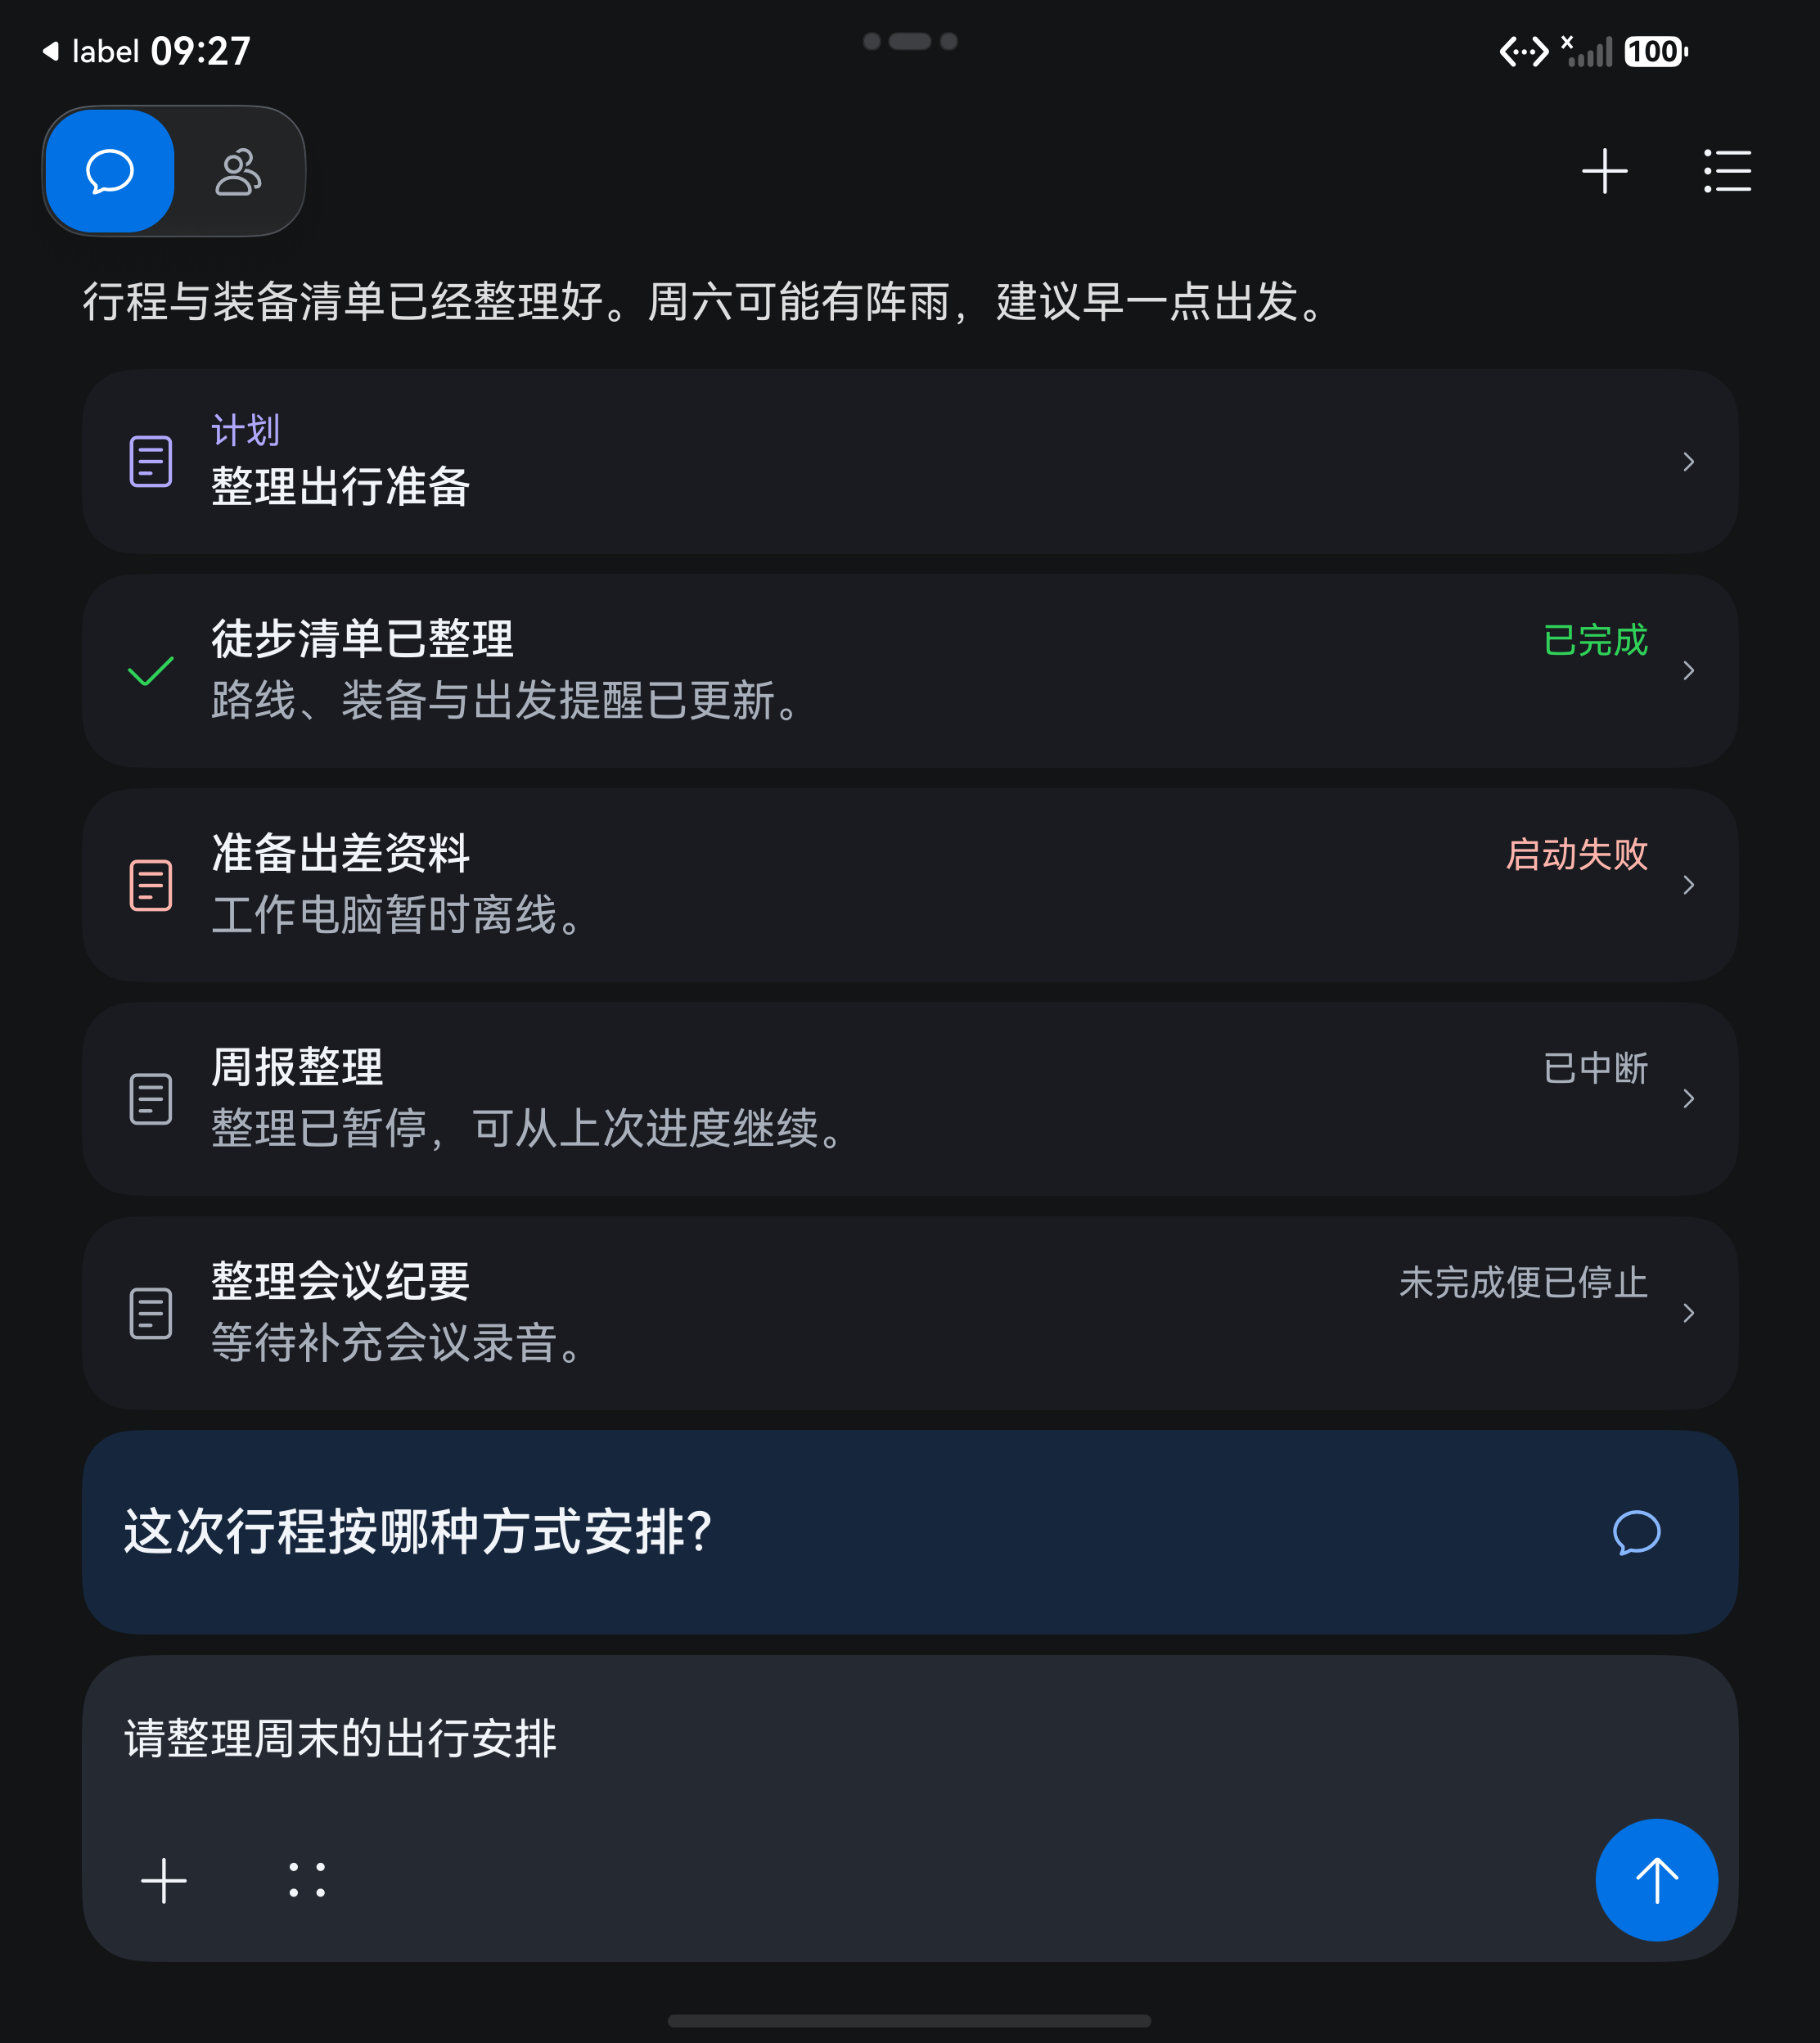 label 09:27
100
行程与装备清单已经整理好。周六可能有阵雨，建议早一点出发。
计划
整理出行准备
徒步清单已整理
已完成
路线、装备与出发提醒已更新。
准备出差资料
启动失败
工作电脑暂时离线。
周报整理
已中断
整理已暂停，可从上次进度继续。
整理会议纪要
未完成便已停止
等待补充会议录音。
这次行程按哪种方式安排？
请整理周末的出行安排